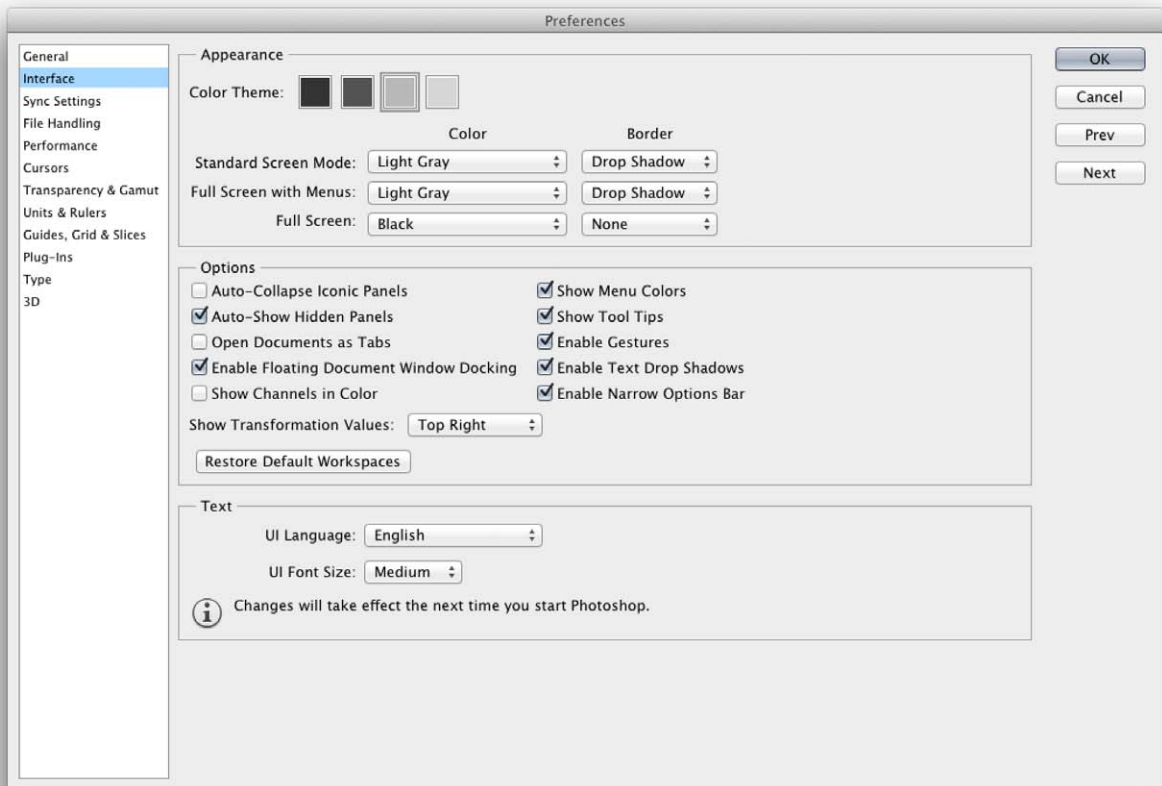 Preferences
General
Interface
Sync Settings
File Handling
Performance
Cursors
Transparency & Gamut
Units & Rulers
Guides, Grid & Slices
Plug-Ins
Type
3D
Appearance
Color Theme:
Color Border
Standard Screen Mode: Light Gray Drop Shadow
Full Screen with Menus: Light Gray Drop Shadow
Full Screen: Black None
Options
Auto-Collapse Iconic Panels
Auto-Show Hidden Panels
Open Documents as Tabs
Enable Floating Document Window Docking
Show Channels in Color
Show Menu Colors
Show Tool Tips
Enable Gestures
Enable Text Drop Shadows
Enable Narrow Options Bar
Show Transformation Values: Top Right
Restore Default Workspaces
Text
UI Language: English
UI Font Size: Medium
Changes will take effect the next time you start Photoshop.
OK
Cancel
Prev
Next